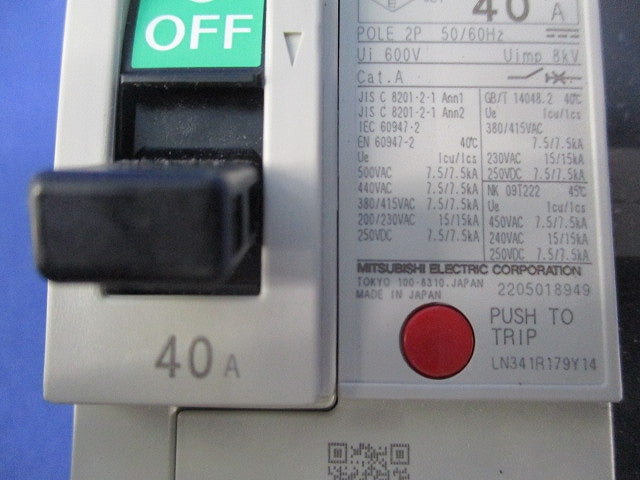 OFF
40 A
40 A
POLE 2P 50/60Hz
Ui 600V Uimp 8kV
Cat.A
JIS C 8201-2-1 Ann1
JIS C 8201-2-1 Ann2
IEC 60947-2
EN 60947-2 40℃
Ue Icu/Ics
500VAC 7.5/7.5kA
440VAC 7.5/7.5kA
380/415VAC 7.5/7.5kA
200/230VAC 15/15kA
250VDC 7.5/7.5kA
GB/T 14048.2 40℃
Ue Icu/Ics
380/415VAC
7.5/7.5kA
230VAC 15/15kA
250VDC 7.5/7.5kA
NK 09T222 45℃
Ue Icu/Ics
450VAC 7.5/7.5kA
240VAC 15/15kA
250VDC 7.5/7.5kA
MITSUBISHI ELECTRIC CORPORATION
TOKYO 100-8310, JAPAN
MADE IN JAPAN
2205018949
PUSH TO
TRIP
LN341R179Y14